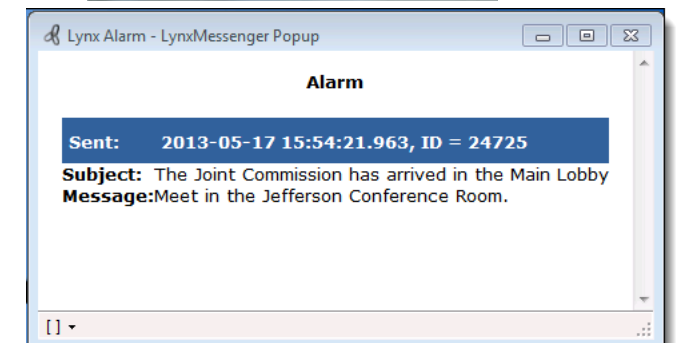 Lynx Alarm - LynxMessenger Popup
Alarm
Sent: 2013-05-17 15:54:21.963, ID = 24725
Subject: The Joint Commission has arrived in the Main Lobby
Message:Meet in the Jefferson Conference Room.
[ ]